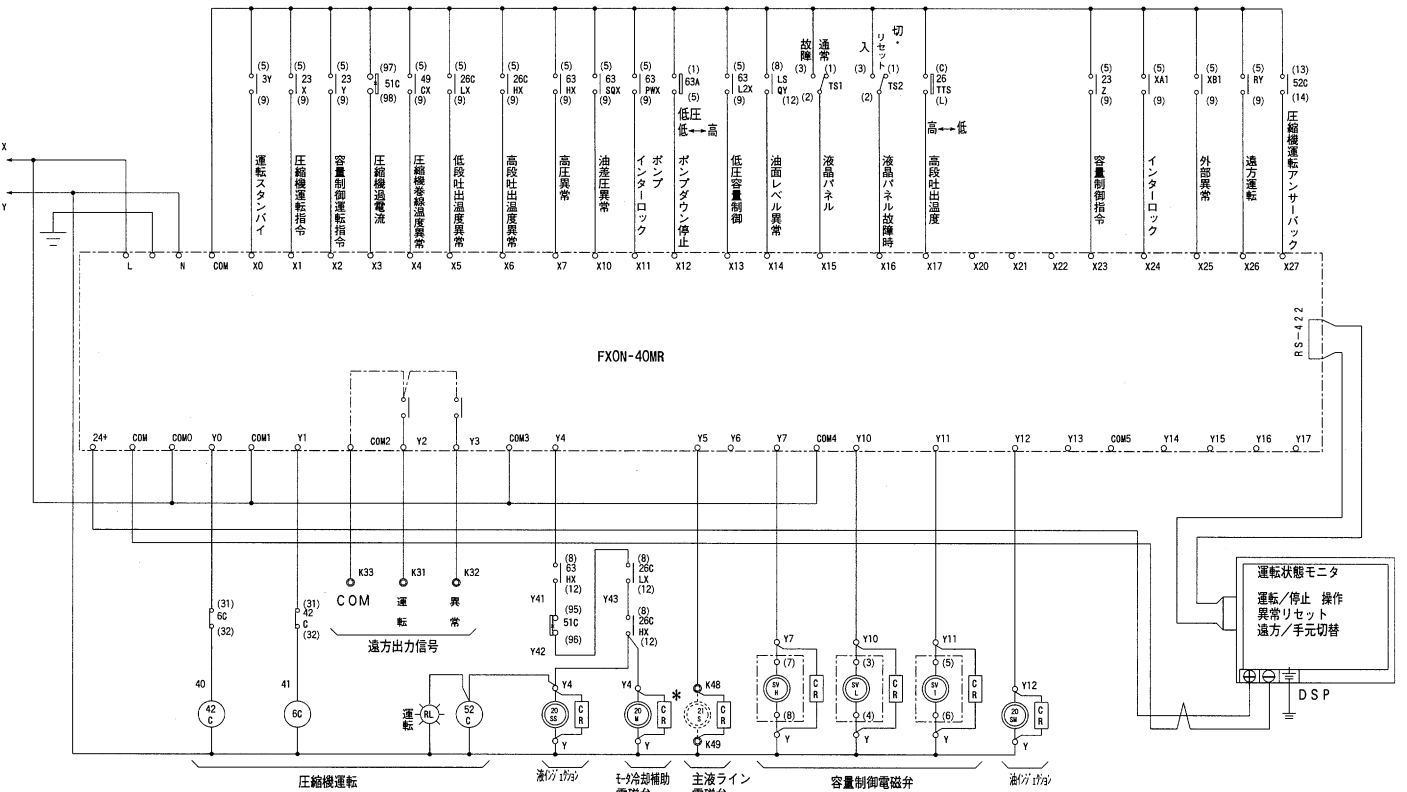 切・
リセット
入
故障
通常
(5) (5) (5) (97) (5) (5) (5) (5) (5) (5) (1) (5) (8) (3) (1) (3) (1) (C) (5) (5) (5) (5) (13)
3Y 23 X 23 Y 51C 49 CX 26C LX 26C HX 63 HX 63 SQX 63 PWX 63A 63 L2X LS QY TS1 TS2 26 TTS 23 Z XA1 XB1 RY 52C
(9) (9) (9) (98) (9) (9) (9) (9) (9) (9) (5) (9) (12) (2) (2) (L) (9) (9) (9) (9) (14)
低圧
低↔高
高↔低
X
Y
運転スタンバイ
圧縮機運転指令
容量制御運転指令
圧縮機過電流
圧縮機巻線温度異常
低段吐出温度異常
高段吐出温度異常
高圧異常
油差圧異常
ポンプ
インターロック
ポンプダウン停止
低圧容量制御
油面レベル異常
液晶パネル
液晶パネル故障時
高段吐出温度
容量制御指令
インターロック
外部異常
遠方運転
圧縮機運転アンサーバック
L N COM X0 X1 X2 X3 X4 X5 X6 X7 X10 X11 X12 X13 X14 X15 X16 X17 X20 X21 X22 X23 X24 X25 X26 X27
RS-422
FX0N-40MR
24+ COM COM0 Y0 COM1 Y1 COM2 Y2 Y3 COM3 Y4 Y5 Y6 Y7 COM4 Y10 Y11 Y12 Y13 COM5 Y14 Y15 Y16 Y17
K33 K31 K32
COM 運転 異常
遠方出力信号
(31)
6C
(32)
(31)
42
C
(32)
(8)
63
HX
(12)
Y41
(95)
51C
(96)
Y42
Y43
(8)
26C
LX
(12)
(8)
26C
HX
(12)
運転状態モニタ
運転/停止 操作
異常リセット
遠方/手元切替
DSP
40
42
C
41
6C
運転
RL
52
C
Y4
20
SS
CR
Y
Y4
20
M
CR
Y
*
K48
21
S
CR
K49
Y7
(7)
SV
H
(8)
CR
Y
Y10
(3)
SV
L
(4)
CR
Y
Y11
(5)
SV
I
(6)
CR
Y
Y12
20
SW
CR
Y
圧縮機運転
液インジェクション
モータ冷却補助
電磁弁
主液ライン
電磁弁
容量制御電磁弁
油インジェクション